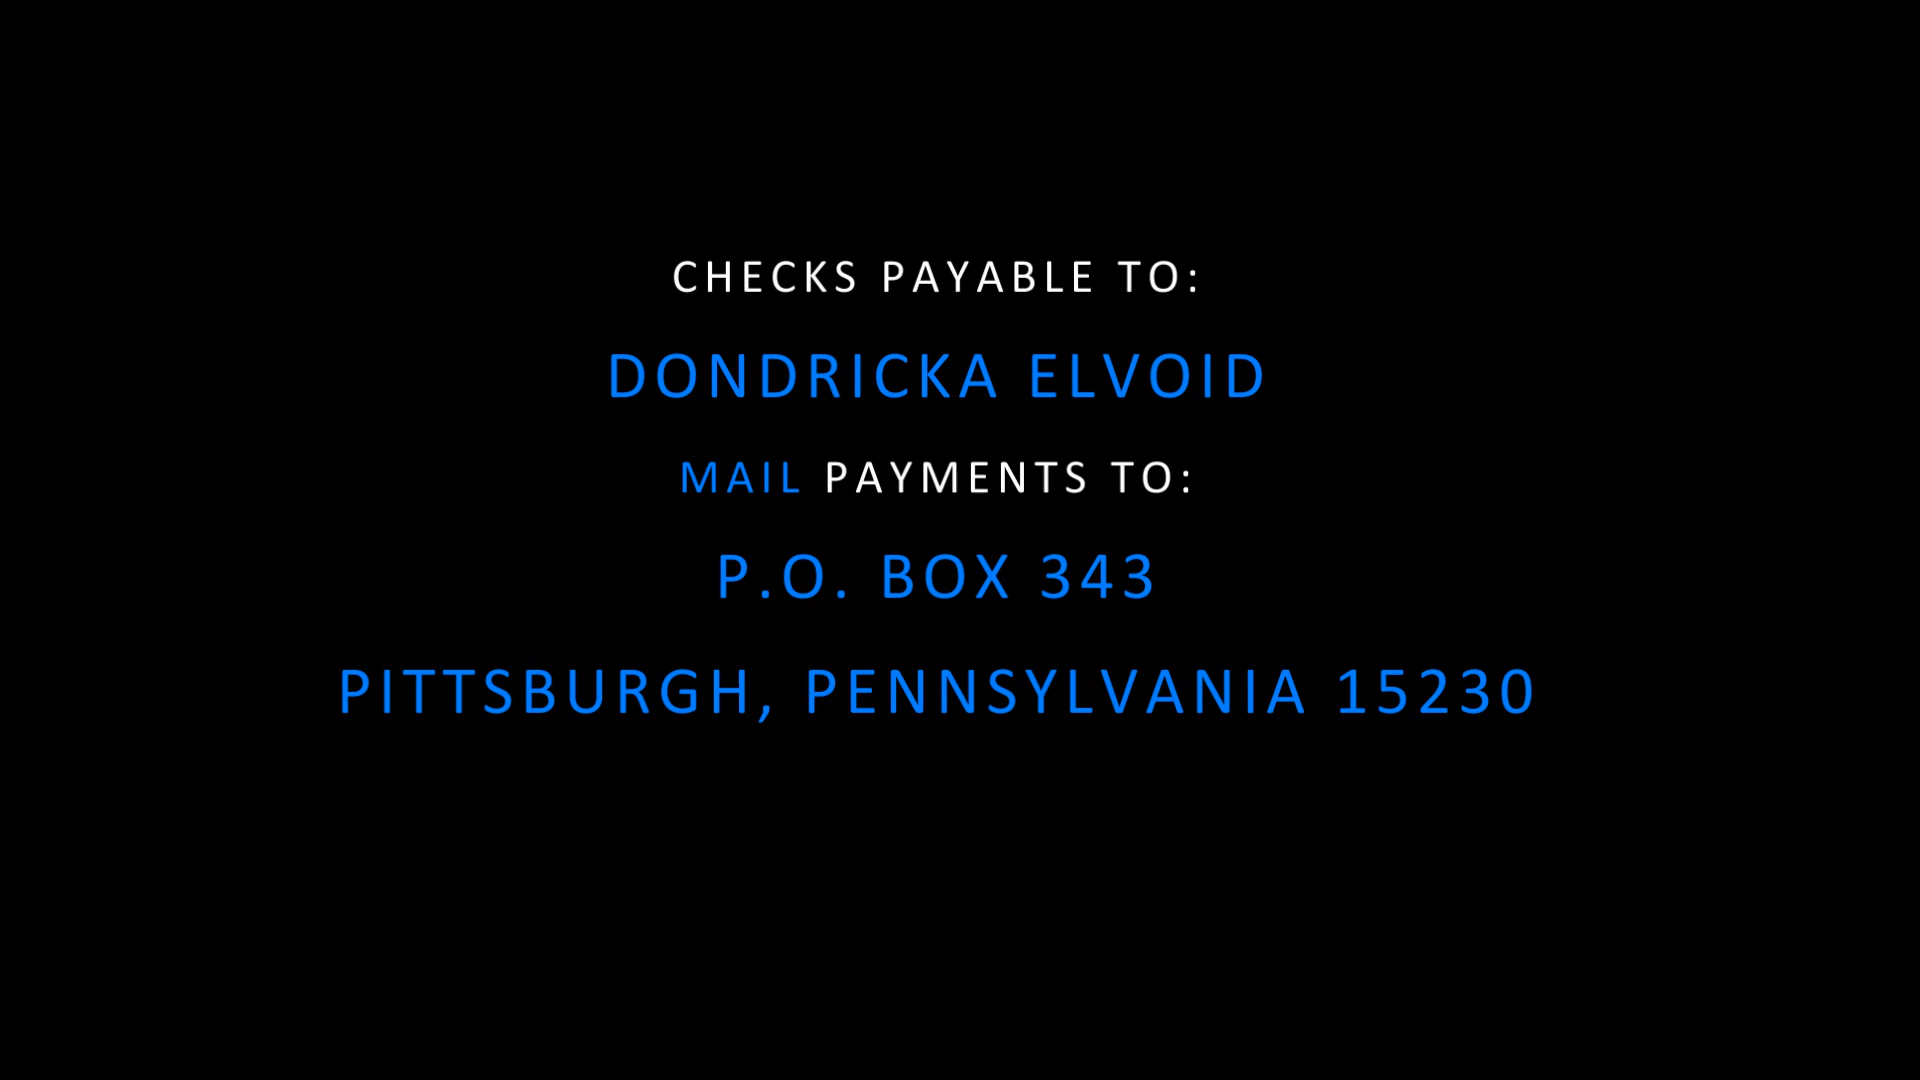 CHECKS PAYABLE TO:
DONDRICKA ELVOID
MAIL PAYMENTS TO:
P.O. BOX 343
PITTSBURGH, PENNSYLVANIA 15230